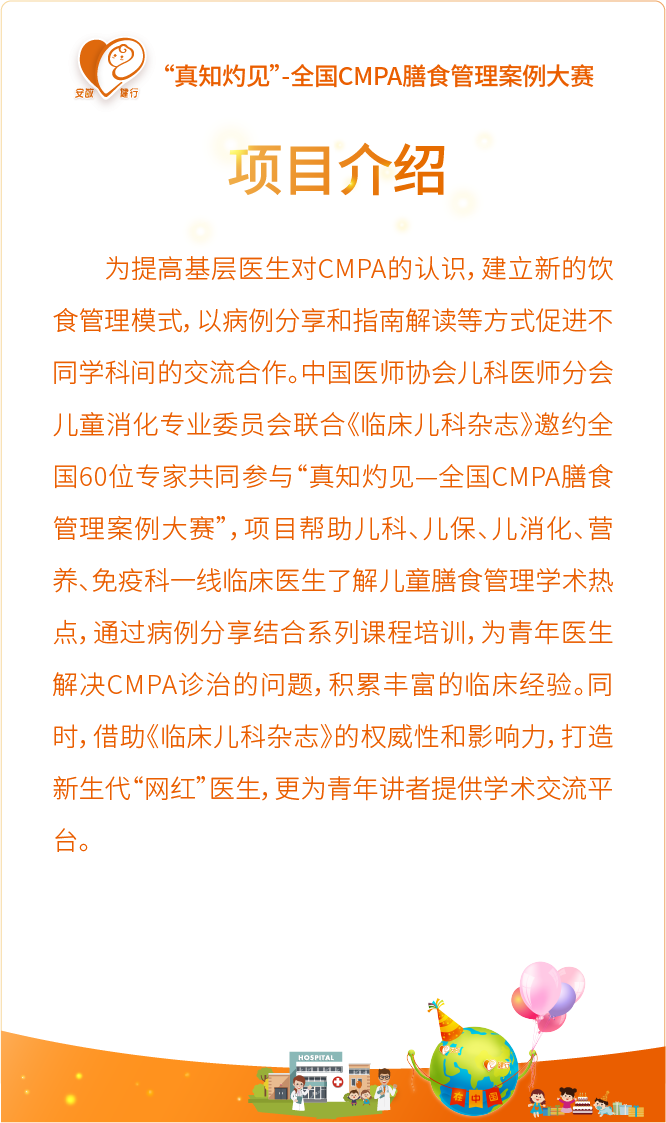 “真知灼见”-全国CMPA膳食管理案例大赛
安敏 健行
项目介绍
为提高基层医生对CMPA的认识，建立新的饮
食管理模式，以病例分享和指南解读等方式促进不
同学科间的交流合作。中国医师协会儿科医师分会
儿童消化专业委员会联合《临床儿科杂志》邀约全
国60位专家共同参与“真知灼见—全国CMPA膳食
管理案例大赛”，项目帮助儿科、儿保、儿消化、营
养、免疫科一线临床医生了解儿童膳食管理学术热
点，通过病例分享结合系列课程培训，为青年医生
解决CMPA诊治的问题，积累丰富的临床经验。同
时，借助《临床儿科杂志》的权威性和影响力，打造
新生代“网红”医生，更为青年讲者提供学术交流平
台。
HOSPITAL
中国